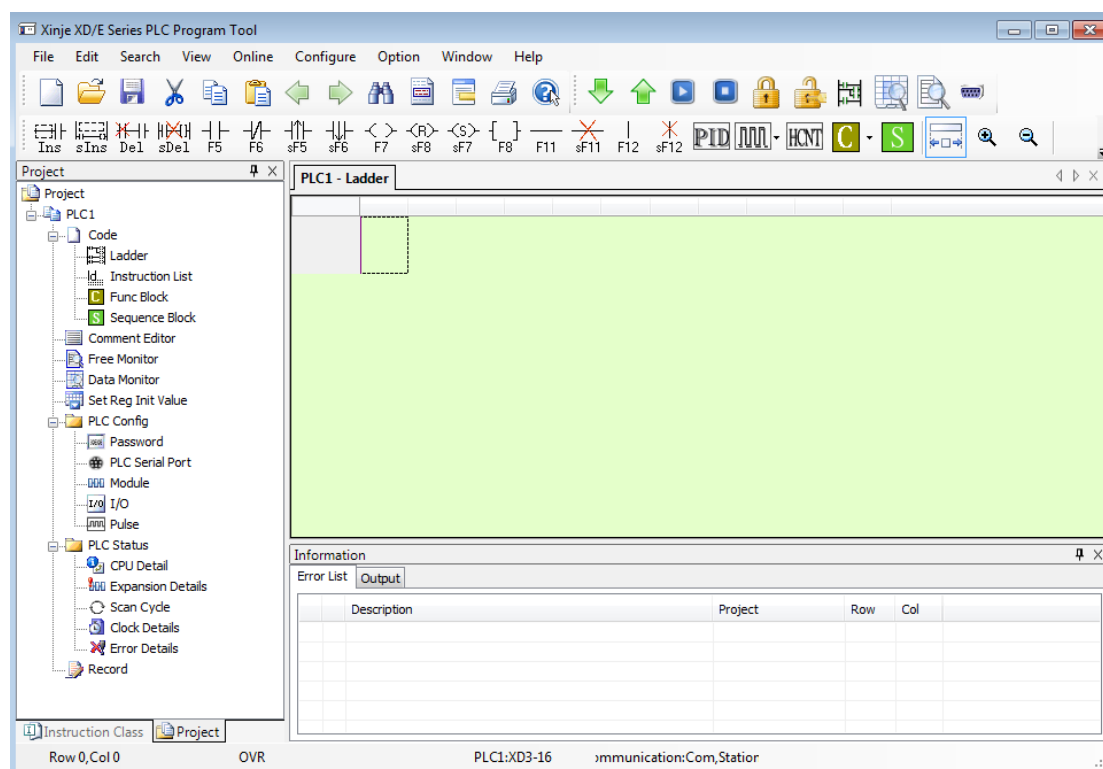 Xinje XD/E Series PLC Program Tool
File Edit Search View Online Configure Option Window Help
Ins sIns Del sDel F5 F6 sF5 sF6 F7 sF8 sF7 F8 F11 sF11 F12 sF12 PID HCNT C S
Project
PLC1 - Ladder
Project
PLC1
Code
Ladder
Instruction List
C Func Block
S Sequence Block
Comment Editor
Free Monitor
Data Monitor
Set Reg Init Value
PLC Config
Password
PLC Serial Port
Module
I/O I/O
Pulse
PLC Status
CPU Detail
Expansion Details
Scan Cycle
Clock Details
Error Details
Record
Instruction Class Project
Information
Error List Output
Description Project Row Col
Row 0,Col 0 OVR PLC1:XD3-16 ommunication:Com,Station